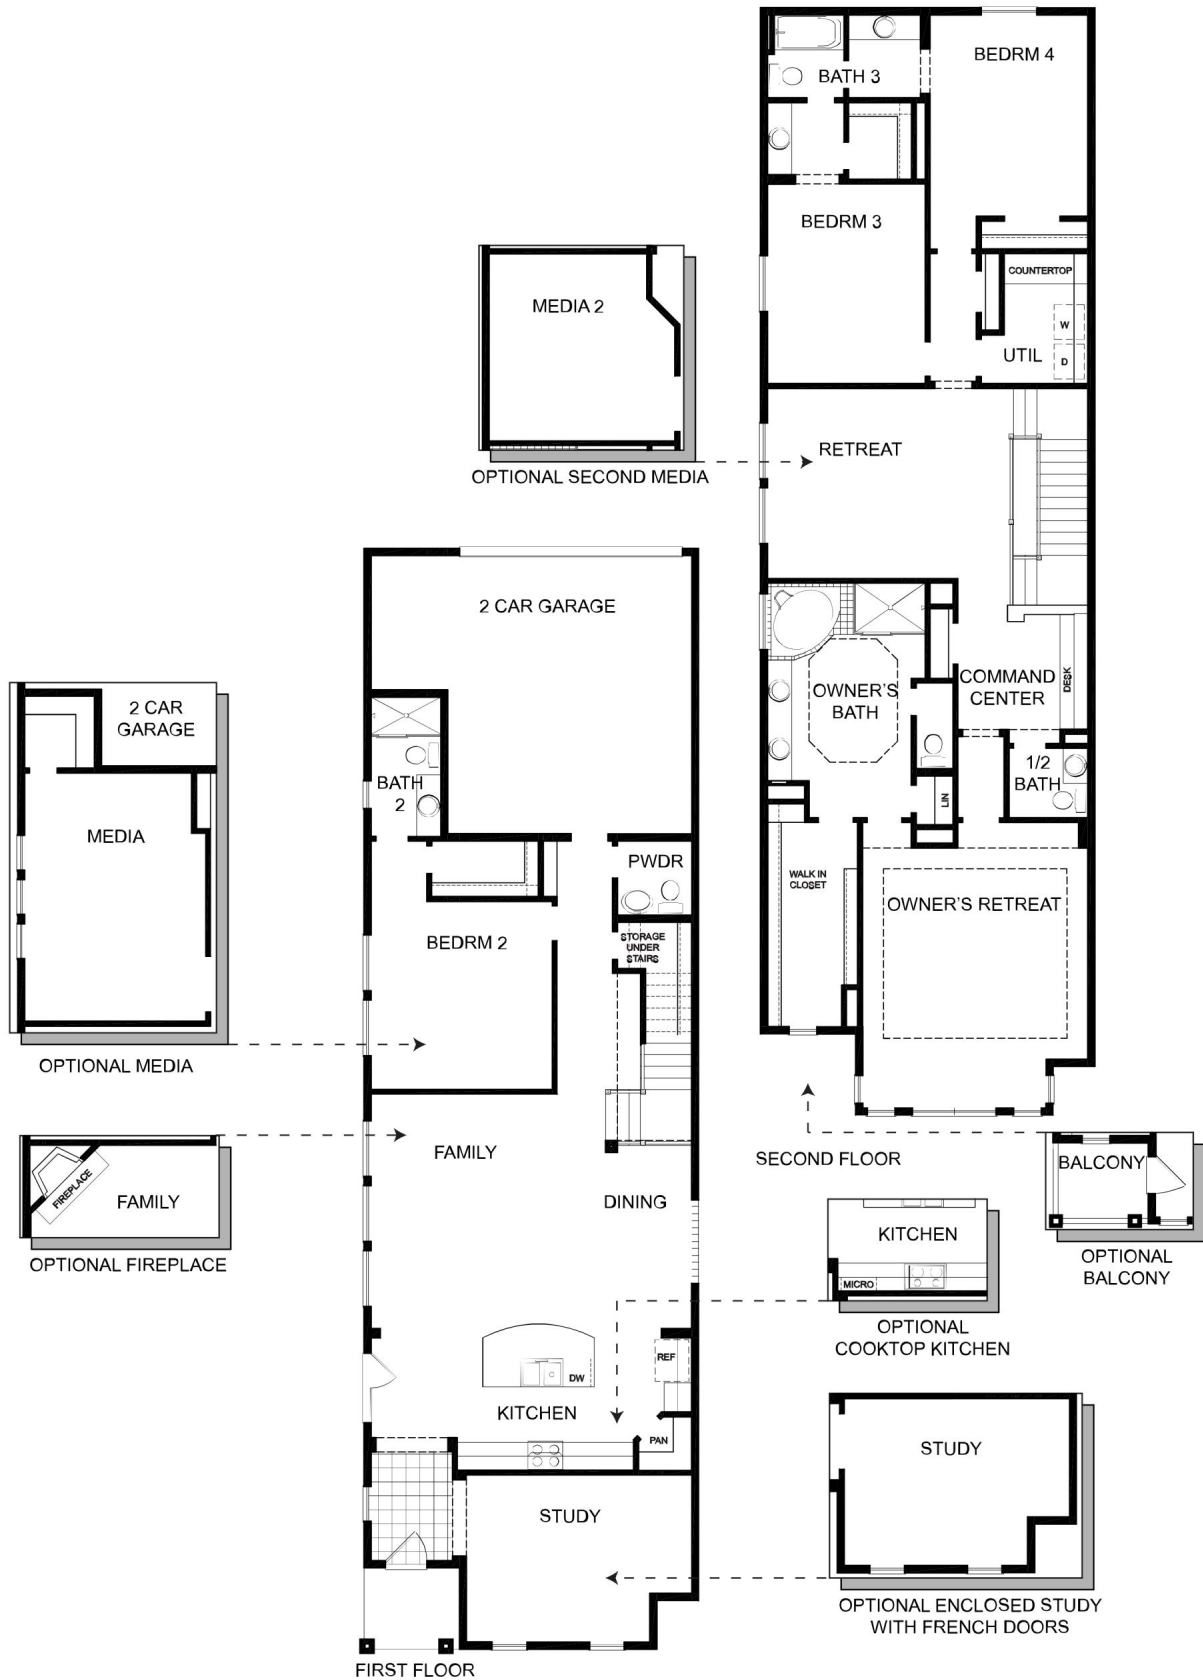 BEDRM 4
BATH 3
BEDRM 3
COUNTERTOP
W
UTIL
D
RETREAT
MEDIA 2
OPTIONAL SECOND MEDIA
OWNER'S
BATH
COMMAND
CENTER
DESK
1/2
BATH
LIN
WALK IN
CLOSET
OWNER'S RETREAT
SECOND FLOOR
BALCONY
OPTIONAL
BALCONY
2 CAR GARAGE
BATH
2
PWDR
BEDRM 2
STORAGE
UNDER
STAIRS
FAMILY
DINING
REF
DW
KITCHEN
PAN
STUDY
FIRST FLOOR
2 CAR
GARAGE
MEDIA
OPTIONAL MEDIA
FIREPLACE
FAMILY
OPTIONAL FIREPLACE
KITCHEN
MICRO
OPTIONAL
COOKTOP KITCHEN
STUDY
OPTIONAL ENCLOSED STUDY
WITH FRENCH DOORS